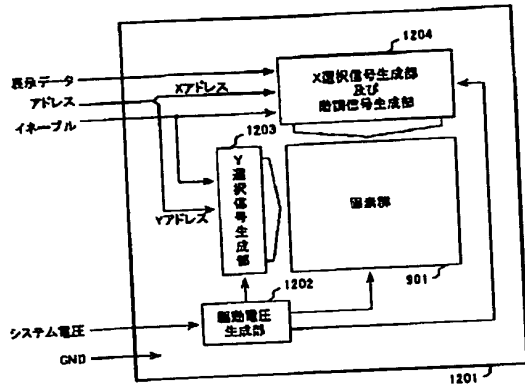 1204
表示データ
Xアドレス
X選択信号生成部
及び
階調信号生成部
アドレス
イネーブル
1203
Y選択信号生成部
画素部
Yアドレス
901
1202
駆動電圧
生成部
システム電圧
GND
1201